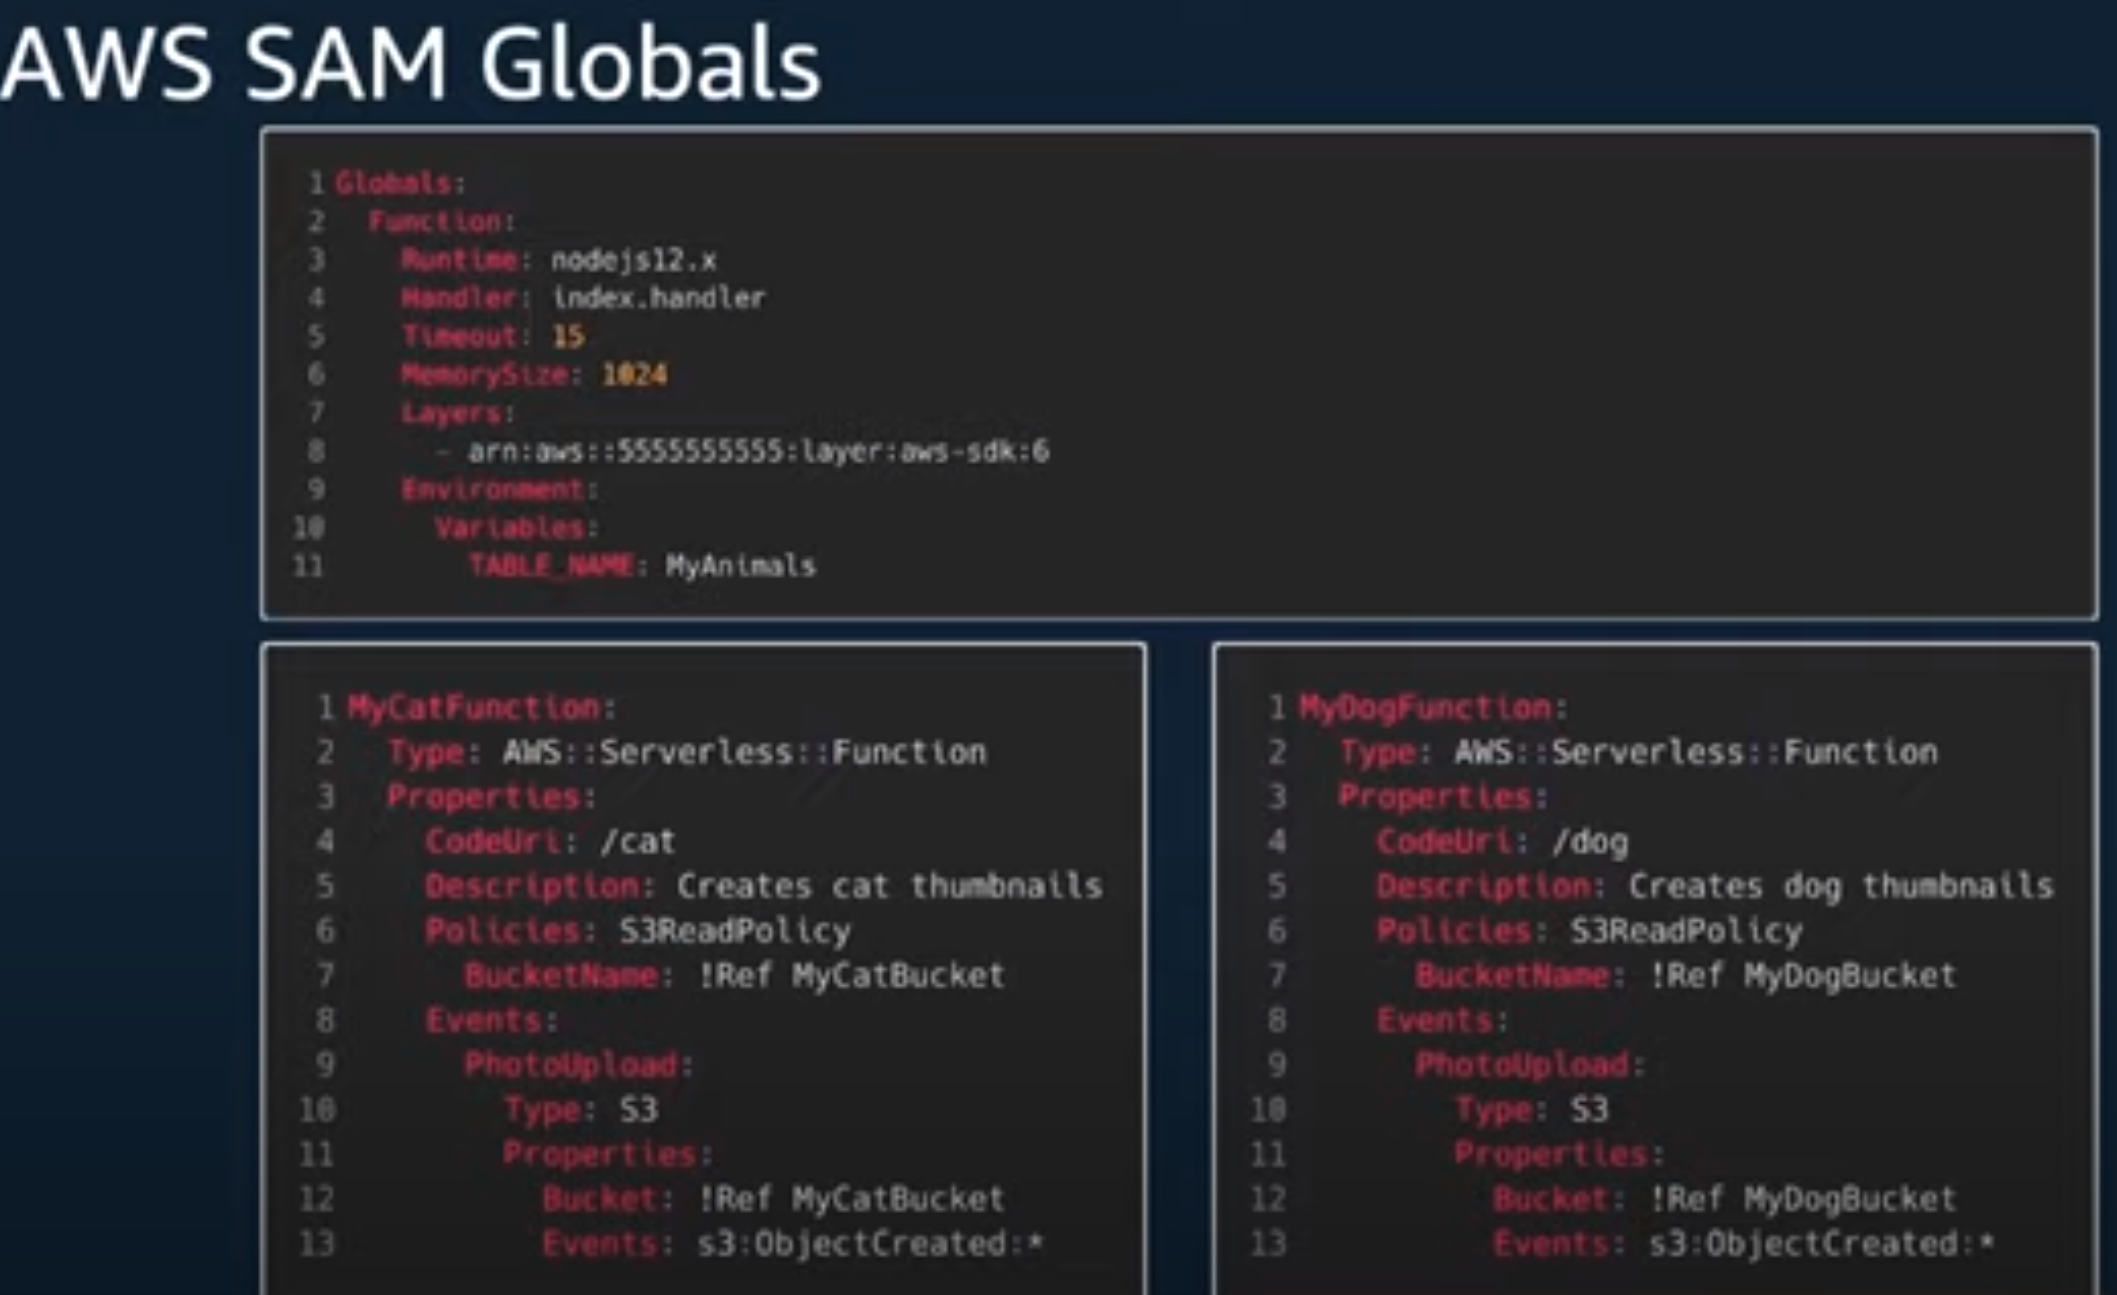 AWS SAM Globals
1 Globals:
2 Function:
3 Runtime: nodejs12.x
4 Handler: index.handler
5 Timeout: 15
6 MemorySize: 1024
7 Layers:
8 - arn:aws::5555555555:layer:aws-sdk:6
9 Environment:
10 Variables:
11 TABLE_NAME: MyAnimals
1 MyCatFunction:
2 Type: AWS::Serverless::Function
3 Properties:
4 CodeUri: /cat
5 Description: Creates cat thumbnails
6 Policies: S3ReadPolicy
7 BucketName: !Ref MyCatBucket
8 Events:
9 PhotoUpload:
10 Type: S3
11 Properties:
12 Bucket: !Ref MyCatBucket
13 Events: s3:ObjectCreated:*
1 MyDogFunction:
2 Type: AWS::Serverless::Function
3 Properties:
4 CodeUri: /dog
5 Description: Creates dog thumbnails
6 Policies: S3ReadPolicy
7 BucketName: !Ref MyDogBucket
8 Events:
9 PhotoUpload:
10 Type: S3
11 Properties:
12 Bucket: !Ref MyDogBucket
13 Events: s3:ObjectCreated:*